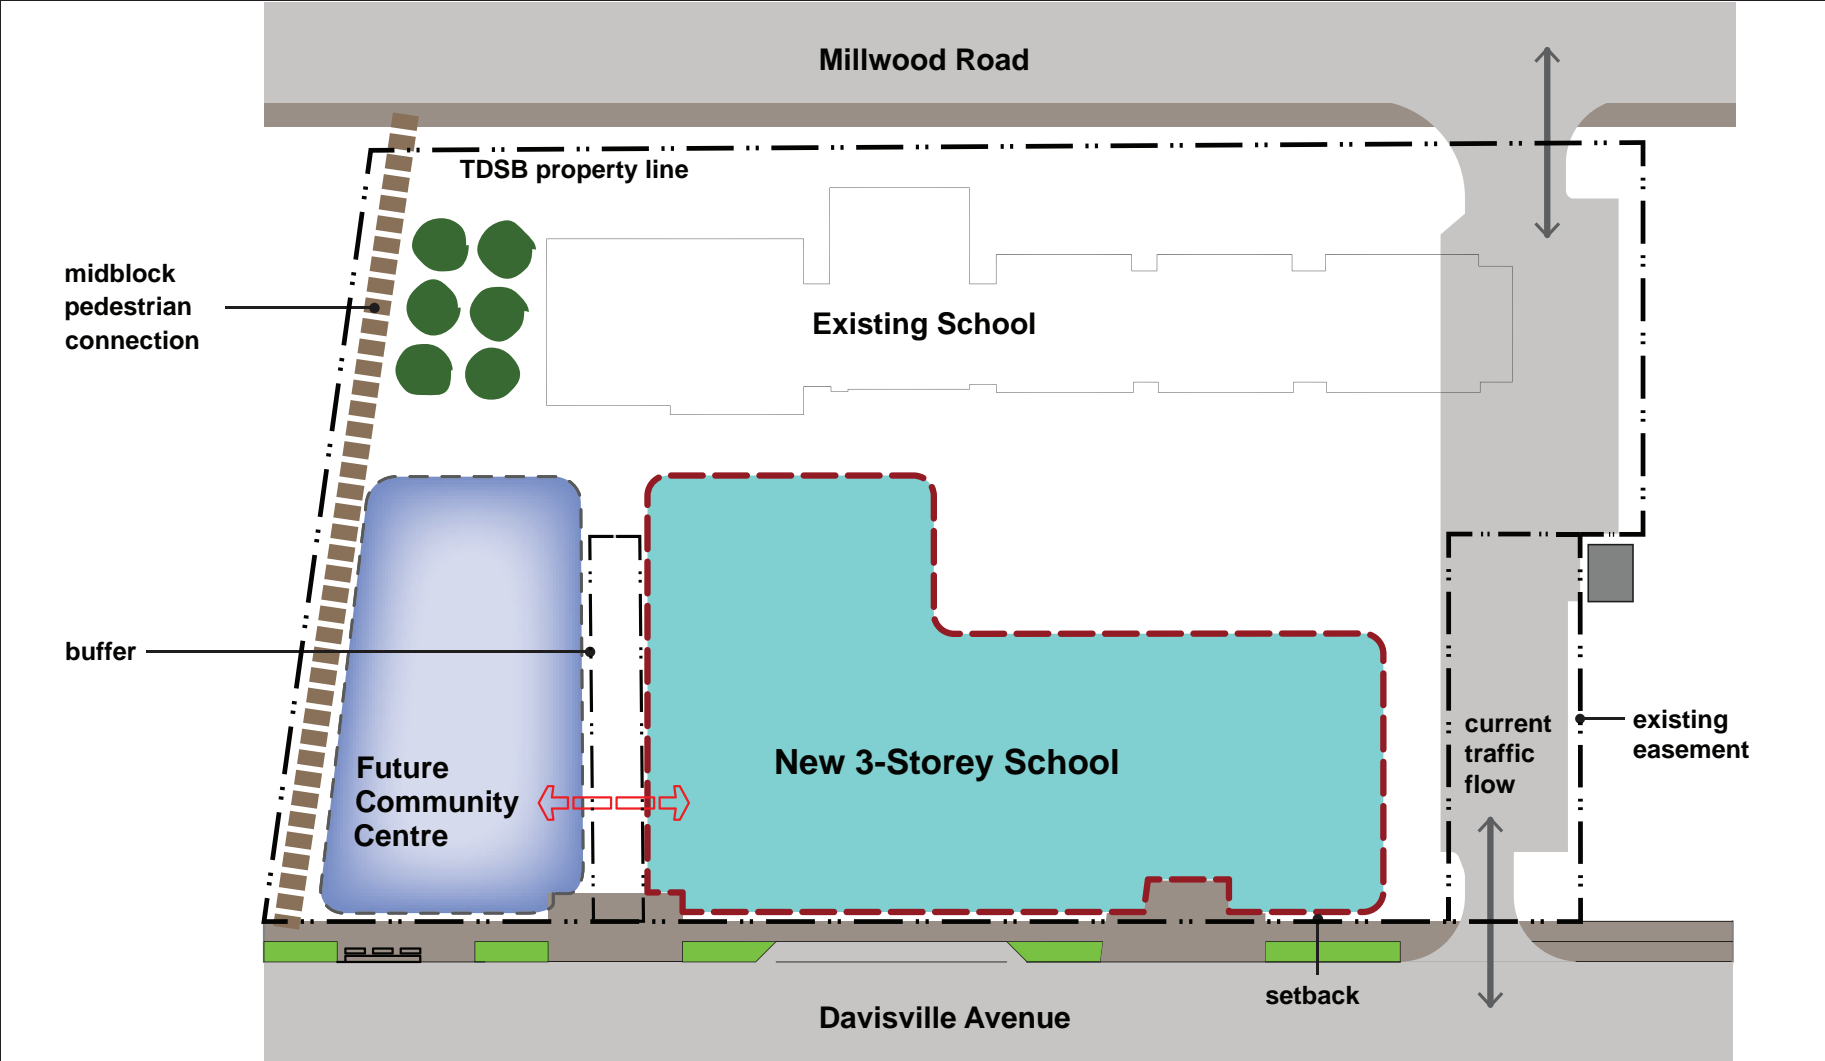 Millwood Road
TDSB property line
midblock
pedestrian
connection
Existing School
buffer
New 3-Storey School
Future
Community
Centre
current
traffic
flow
existing
easement
setback
Davisville Avenue